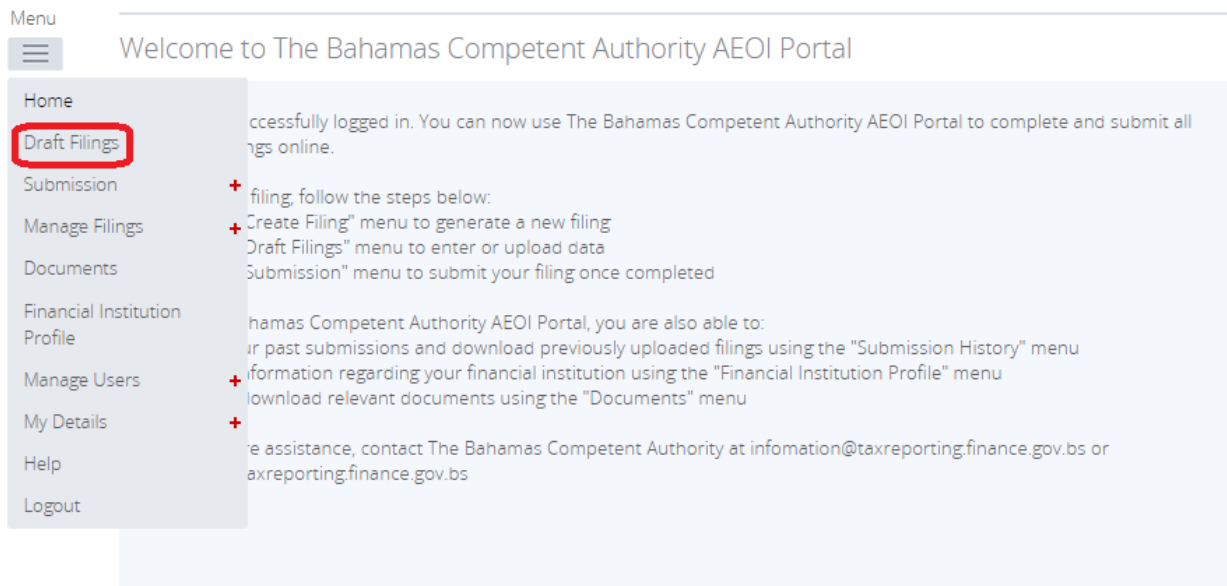 Menu
Welcome to The Bahamas Competent Authority AEOI Portal
Home
Draft Filings
Submission
Manage Filings
Documents
Financial Institution
Profile
Manage Users
My Details
Help
Logout
ccessfully logged in. You can now use The Bahamas Competent Authority AEOI Portal to complete and submit all
ngs online.
filing, follow the steps below:
Create Filing" menu to generate a new filing
Draft Filings" menu to enter or upload data
Submission" menu to submit your filing once completed
hamas Competent Authority AEOI Portal, you are also able to:
ur past submissions and download previously uploaded filings using the "Submission History" menu
formation regarding your financial institution using the "Financial Institution Profile" menu
download relevant documents using the "Documents" menu
re assistance, contact The Bahamas Competent Authority at infomation@taxreporting.finance.gov.bs or
axreporting.finance.gov.bs